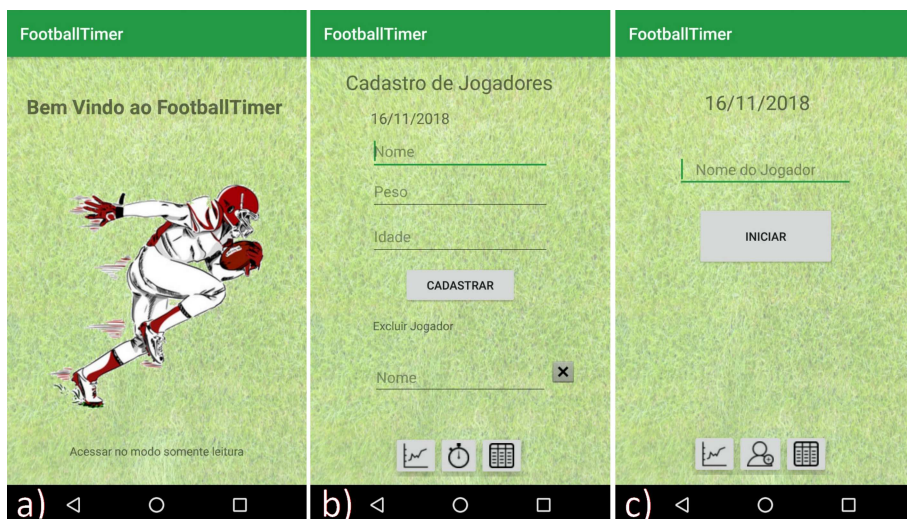 FootballTimer
Bem Vindo ao FootballTimer
Acessar no modo somente leitura
a)
FootballTimer
Cadastro de Jogadores
16/11/2018
Nome
Peso
Idade
CADASTRAR
Excluír Jogador
Nome
b)
FootballTimer
16/11/2018
Nome do Jogador
INICIAR
c)